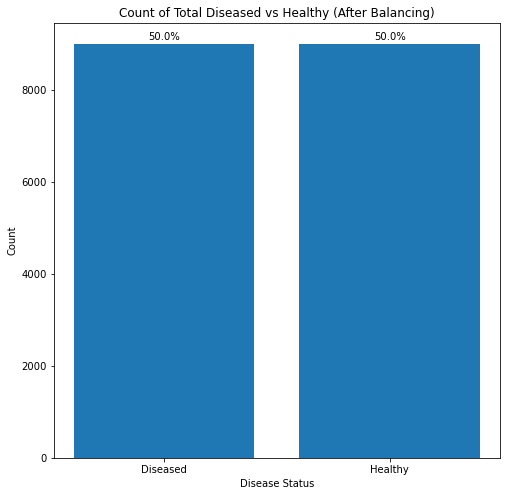 Count of Total Diseased vs Healthy (After Balancing)
50.0% 50.0%
8000
6000
4000
2000
0
Count
Diseased Healthy
Disease Status